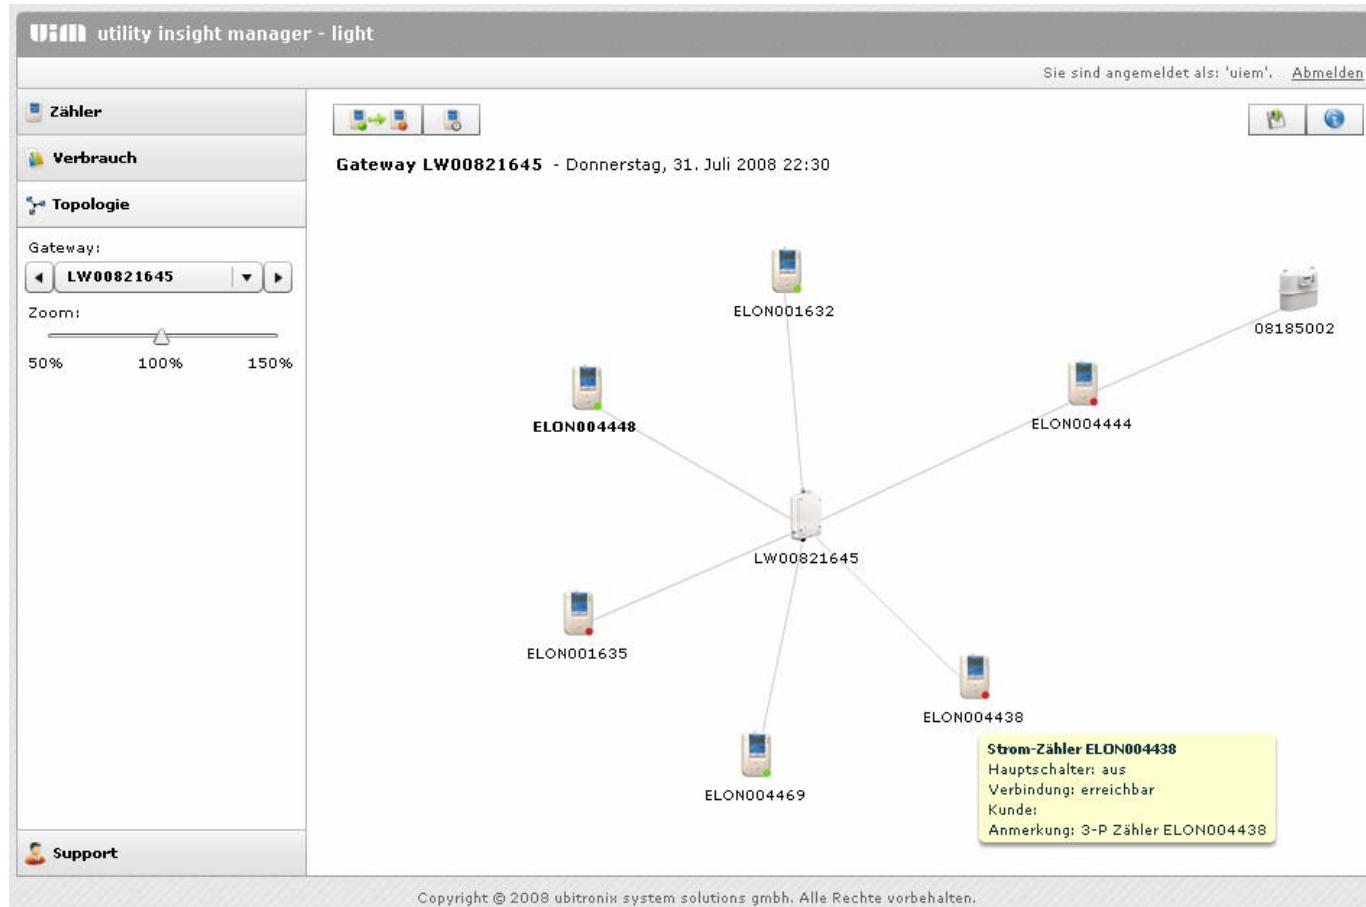 UiM utility insight manager - light
Sie sind angemeldet als: 'uiem'. Abmelden
Zähler
Verbrauch
Topologie
Gateway:
LW00821645
Zoom:
50% 100% 150%
Support
Gateway LW00821645 - Donnerstag, 31. Juli 2008 22:30
ELON001632
08185002
ELON004448
ELON004444
LW00821645
ELON001635
ELON004438
ELON004469
Strom-Zähler ELON004438
Hauptschalter: aus
Verbindung: erreichbar
Kunde:
Anmerkung: 3-P Zähler ELON004438
Copyright © 2008 ubitronix system solutions gmbh. Alle Rechte vorbehalten.